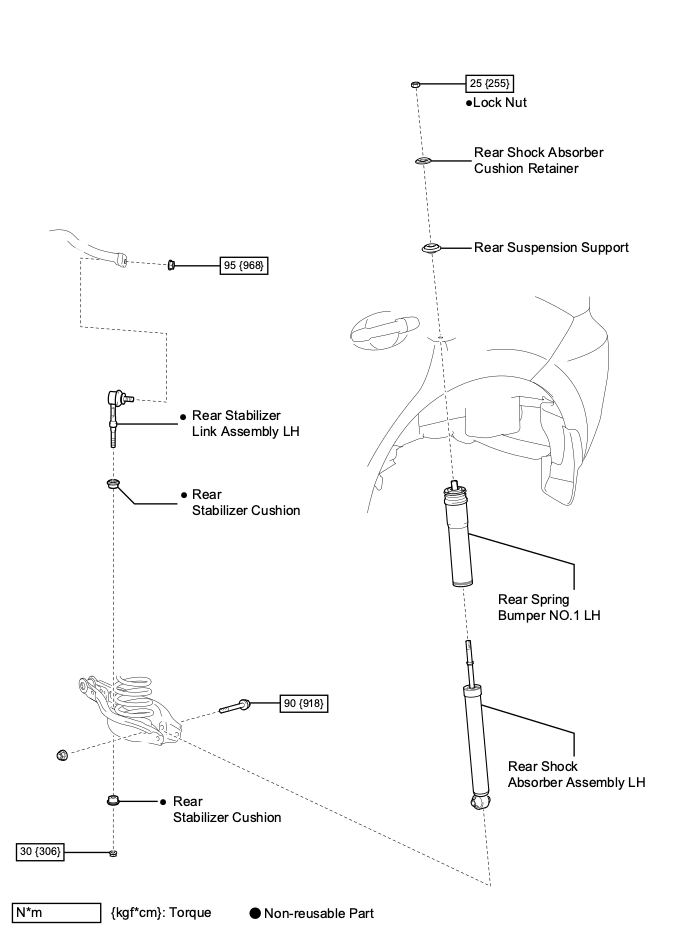 25 {255}
●Lock Nut
Rear Shock Absorber
Cushion Retainer
Rear Suspension Support
95 {968}
● Rear Stabilizer
Link Assembly LH
● Rear
Stabilizer Cushion
Rear Spring
Bumper NO.1 LH
90 {918}
Rear Shock
Absorber Assembly LH
● Rear
Stabilizer Cushion
30 {306}
N*m {kgf*cm}: Torque ● Non-reusable Part